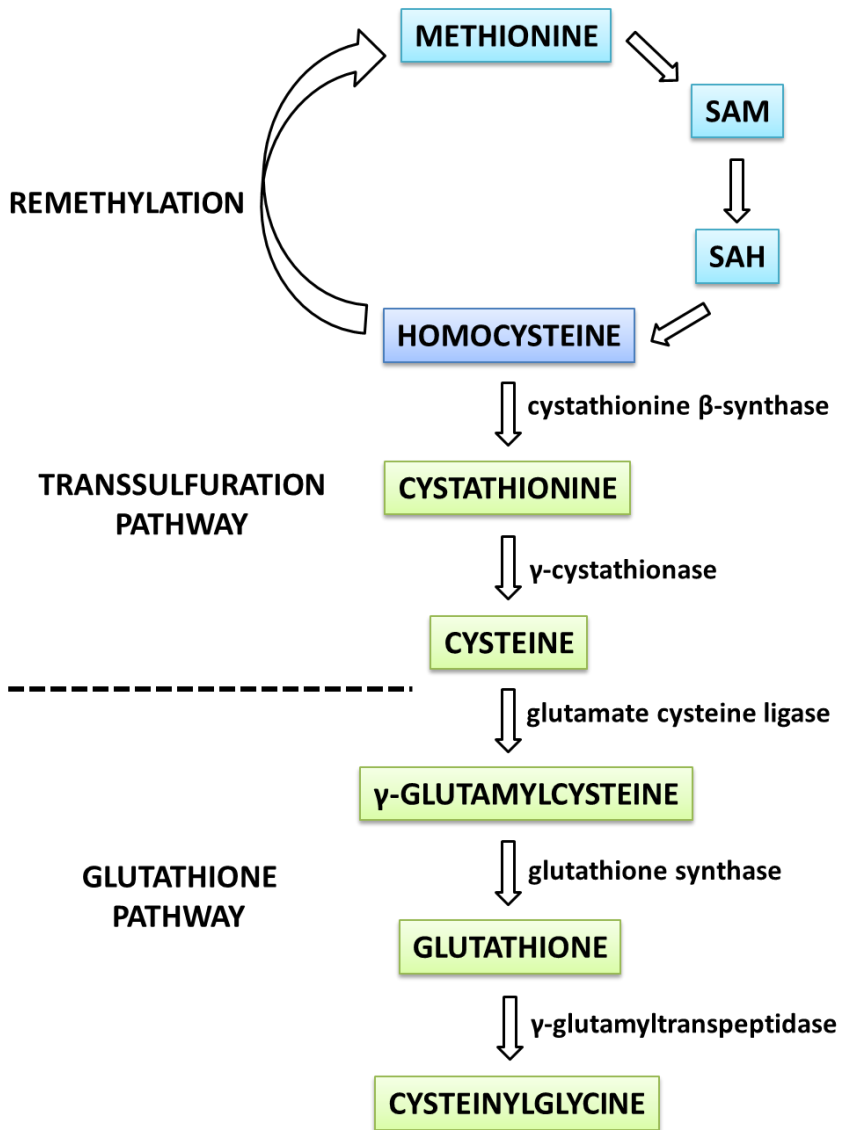 METHIONINE
SAM
REMETHYLATION
SAH
HOMOCYSTEINE
cystathionine β-synthase
TRANSSULFURATION
PATHWAY
CYSTATHIONINE
γ-cystathionase
CYSTEINE
glutamate cysteine ligase
γ-GLUTAMYLCYSTEINE
GLUTATHIONE
PATHWAY
glutathione synthase
GLUTATHIONE
γ-glutamyltranspeptidase
CYSTEINYLGLYCINE